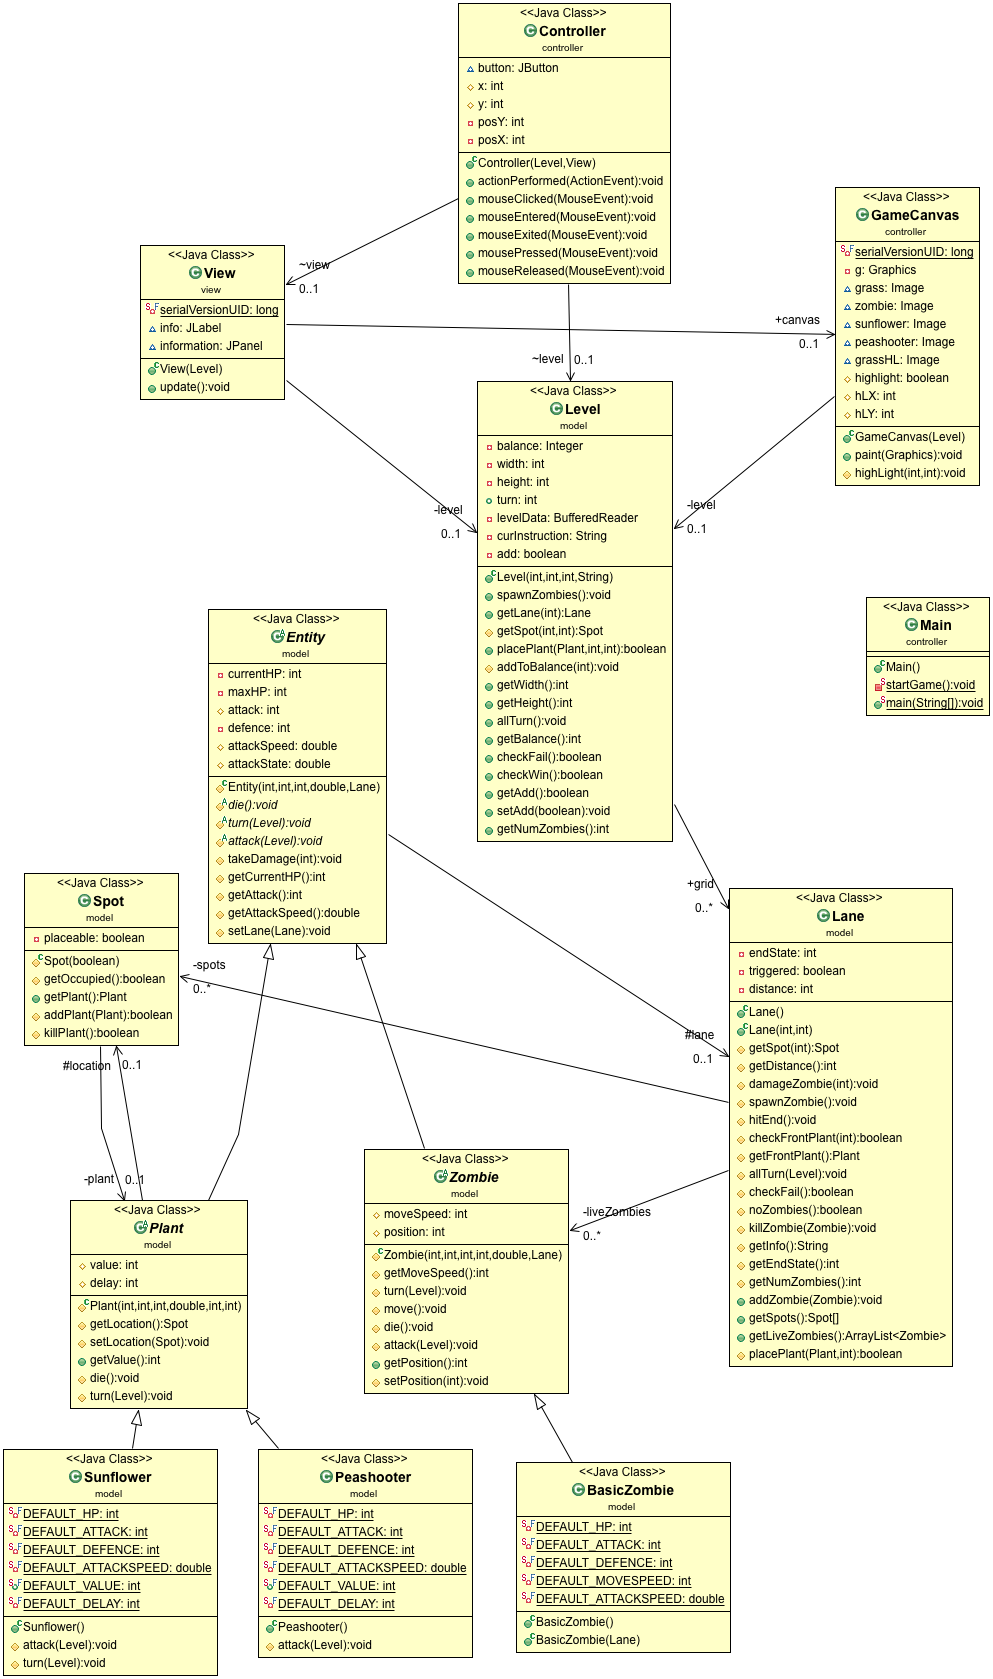 <<Java Class>>
Controller
controller
button: JButton
x: int
y: int
posY: int
posX: int
Controller(Level,View)
actionPerformed(ActionEvent):void
mouseClicked(MouseEvent):void
mouseEntered(MouseEvent):void
mouseExited(MouseEvent):void
mousePressed(MouseEvent):void
mouseReleased(MouseEvent):void
<<Java Class>>
GameCanvas
controller
serialVersionUID: long
g: Graphics
grass: Image
zombie: Image
sunflower: Image
peashooter: Image
grassHL: Image
highlight: boolean
hLX: int
hLY: int
GameCanvas(Level)
paint(Graphics):void
highLight(int,int):void
<<Java Class>>
View
view
serialVersionUID: long
info: JLabel
information: JPanel
View(Level)
update():void
~view
0..1
+canvas
0..1
~level
0..1
-level
0..1
-level
0..1
<<Java Class>>
Level
model
balance: Integer
width: int
height: int
turn: int
levelData: BufferedReader
curInstruction: String
add: boolean
Level(int,int,int,String)
spawnZombies():void
getLane(int):Lane
getSpot(int,int):Spot
placePlant(Plant,int,int):boolean
addToBalance(int):void
getWidth():int
getHeight():int
allTurn():void
getBalance():int
checkFail():boolean
checkWin():boolean
getAdd():boolean
setAdd(boolean):void
getNumZombies():int
<<Java Class>>
Main
controller
Main()
startGame():void
main(String[]):void
<<Java Class>>
Entity
model
currentHP: int
maxHP: int
attack: int
defence: int
attackSpeed: double
attackState: double
Entity(int,int,int,double,Lane)
die():void
turn(Level):void
attack(Level):void
takeDamage(int):void
getCurrentHP():int
getAttack():int
getAttackSpeed():double
setLane(Lane):void
<<Java Class>>
Spot
model
placeable: boolean
Spot(boolean)
getOccupied():boolean
getPlant():Plant
addPlant(Plant):boolean
killPlant():boolean
+grid
0..*
-spots
0..*
#lane
0..1
#location
0..1
-plant
0..1
-liveZombies
0..*
<<Java Class>>
Lane
model
endState: int
triggered: boolean
distance: int
Lane()
Lane(int,int)
getSpot(int):Spot
getDistance():int
damageZombie(int):void
spawnZombie():void
hitEnd():void
checkFrontPlant(int):boolean
getFrontPlant():Plant
allTurn(Level):void
checkFail():boolean
noZombies():boolean
killZombie(Zombie):void
getInfo():String
getEndState():int
getNumZombies():int
addZombie(Zombie):void
getSpots():Spot[]
getLiveZombies():ArrayList<Zombie>
placePlant(Plant,int):boolean
<<Java Class>>
Zombie
model
moveSpeed: int
position: int
Zombie(int,int,int,int,double,Lane)
getMoveSpeed():int
turn(Level):void
move():void
die():void
attack(Level):void
getPosition():int
setPosition(int):void
<<Java Class>>
Plant
model
value: int
delay: int
Plant(int,int,int,double,int,int)
getLocation():Spot
setLocation(Spot):void
getValue():int
die():void
turn(Level):void
<<Java Class>>
Sunflower
model
DEFAULT_HP: int
DEFAULT_ATTACK: int
DEFAULT_DEFENCE: int
DEFAULT_ATTACKSPEED: double
DEFAULT_VALUE: int
DEFAULT_DELAY: int
Sunflower()
attack(Level):void
turn(Level):void
<<Java Class>>
Peashooter
model
DEFAULT_HP: int
DEFAULT_ATTACK: int
DEFAULT_DEFENCE: int
DEFAULT_ATTACKSPEED: double
DEFAULT_VALUE: int
DEFAULT_DELAY: int
Peashooter()
attack(Level):void
<<Java Class>>
BasicZombie
model
DEFAULT_HP: int
DEFAULT_ATTACK: int
DEFAULT_DEFENCE: int
DEFAULT_MOVESPEED: int
DEFAULT_ATTACKSPEED: double
BasicZombie()
BasicZombie(Lane)